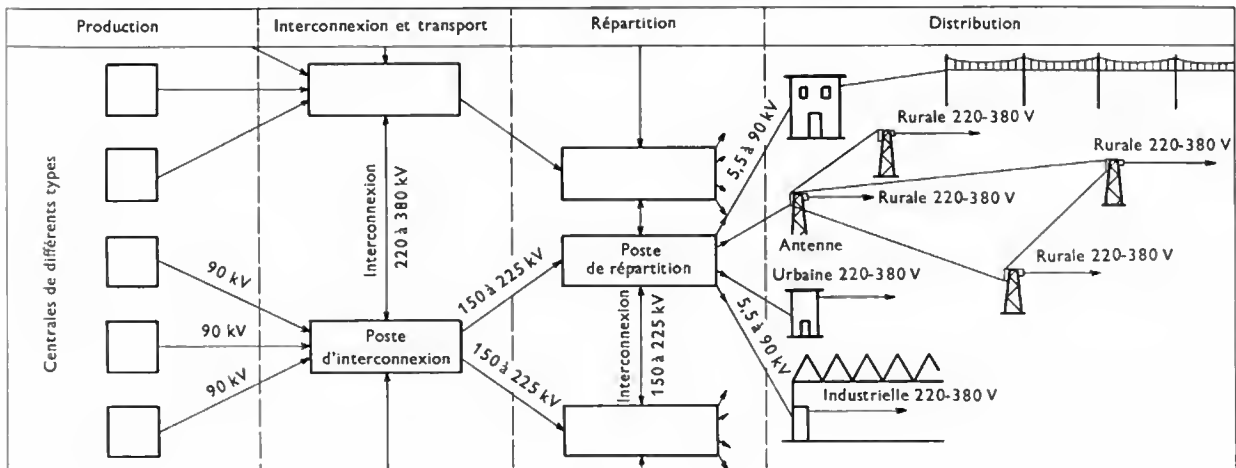 Production
Interconnexion et transport
Répartition
Distribution
Centrales de différents types
90 kV
90 kV
90 kV
Interconnexion
220 à 380 kV
Poste
d'interconnexion
150 à 225 kV
150 à 225 kV
Poste
de répartition
Interconnexion
150 à 225 kV
5,5 à 90 kV
5,5 à 90 kV
Rurale 220-380 V
Rurale 220-380 V
Rurale 220-380 V
Antenne
Rurale 220-380 V
Urbaine 220-380 V
Industrielle 220-380 V